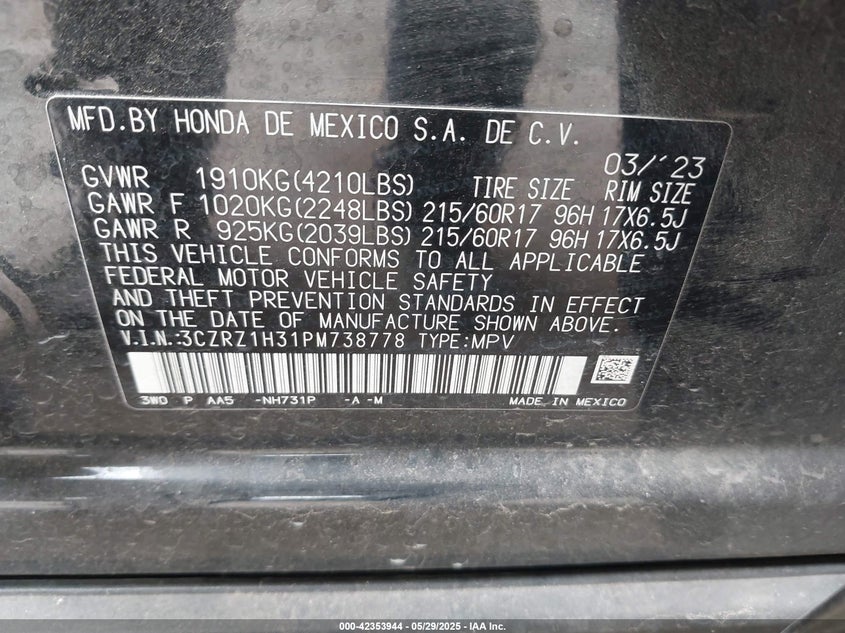 MFD.BY HONDA DE MEXICO S.A. DE C.V.
03/'23
GVWR 1910KG(4210LBS) TIRE SIZE RIM SIZE
GAWR F 1020KG(2248LBS) 215/60R17 96H 17X6.5J
GAWR R 925KG(2039LBS) 215/60R17 96H 17X6.5J
THIS VEHICLE CONFORMS TO ALL APPLICABLE
FEDERAL MOTOR VEHICLE SAFETY
AND THEFT PREVENTION STANDARDS IN EFFECT
ON THE DATE OF MANUFACTURE SHOWN ABOVE.
V.I.N.:3CZRZ1H31PM738778 TYPE:MPV
3W0 P AA5 -NH731P -A -M MADE IN MEXICO
000-42353944 / 05/29/2025 - IAA Inc.